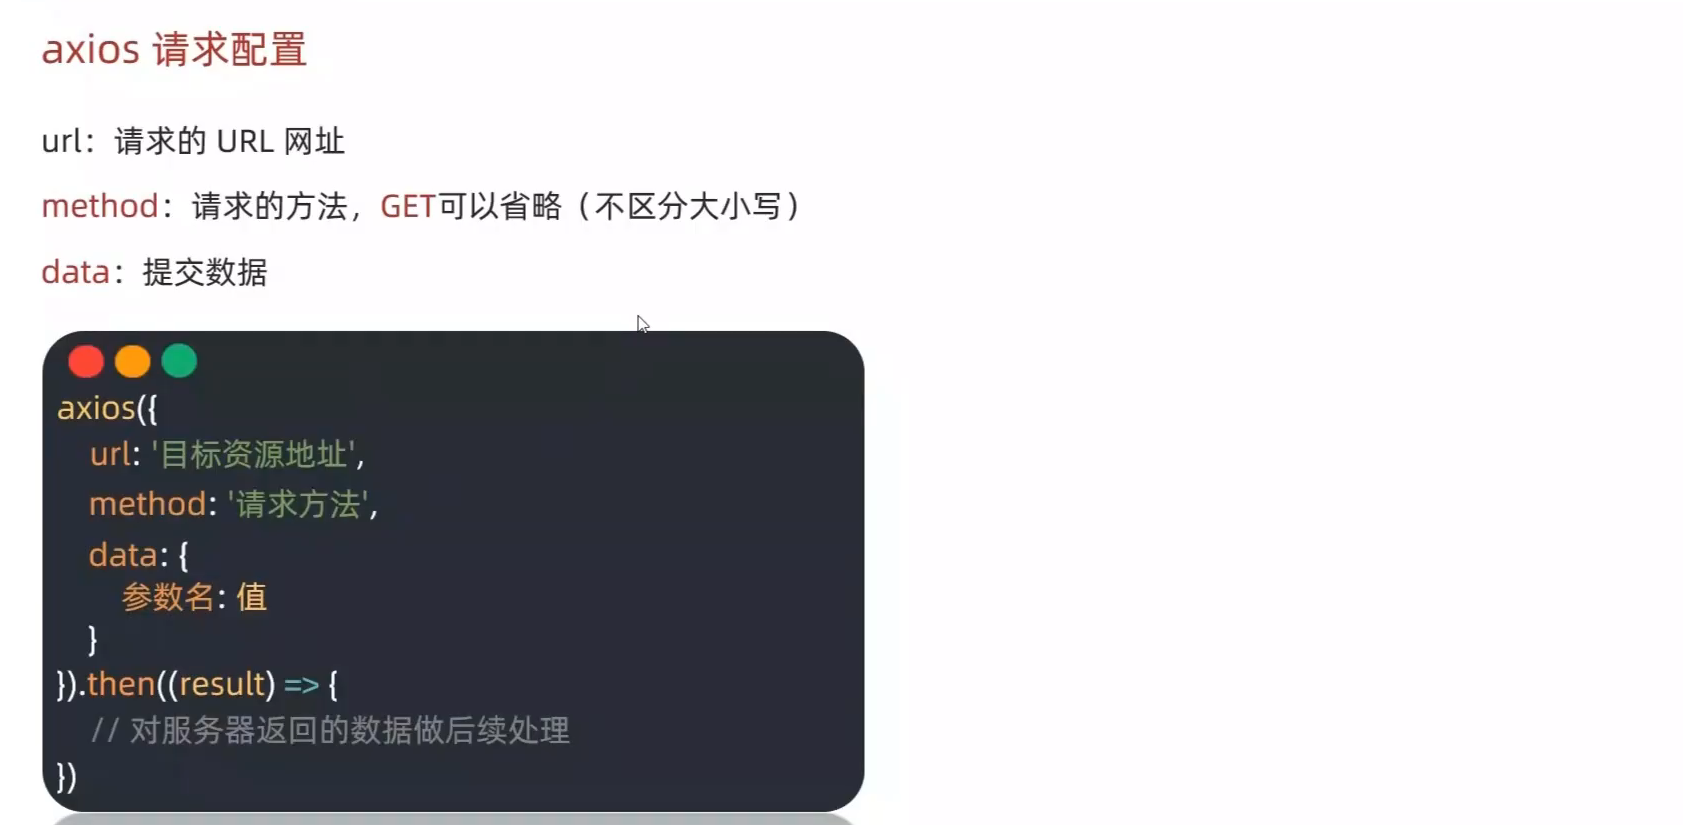 axios 请求配置
url：请求的 URL 网址
method：请求的方法，GET可以省略（不区分大小写）
data：提交数据
axios({
url: '目标资源地址',
method: '请求方法',
data: {
参数名: 值
}
}).then((result) => {
// 对服务器返回的数据做后续处理
})